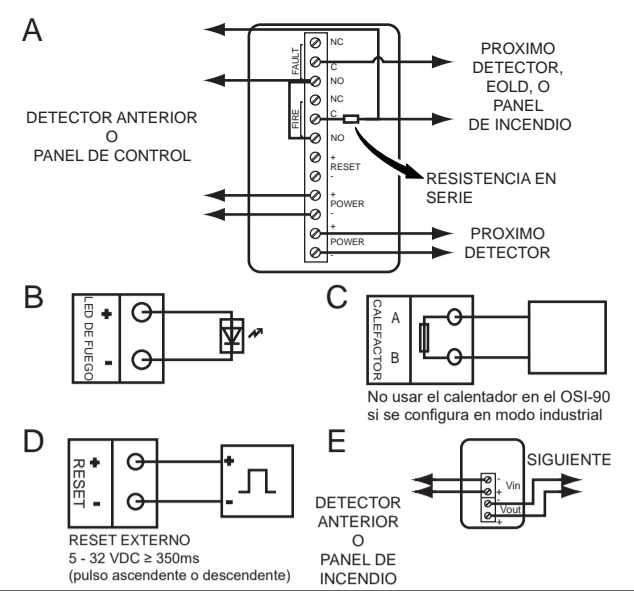 A
NC
C
NO
FAULT
NC
C
NO
FIRE
+
RESET
-
+
POWER
-
+
POWER
-
DETECTOR ANTERIOR
O
PANEL DE CONTROL
PROXIMO
DETECTOR,
EOLD, O
PANEL
DE INCENDIO
RESISTENCIA EN
SERIE
PROXIMO
DETECTOR
B
LED DE FUEGO
+
-
C
CALEFACTOR
A
B
No usar el calentador en el OSI-90
si se configura en modo industrial
D
RESET
+
-
+
-
RESET EXTERNO
5 - 32 VDC ≥ 350ms
(pulso ascendente o descendente)
E
SIGUIENTE
-
Vin
+
-
Vout
+
DETECTOR
ANTERIOR
O
PANEL DE
INCENDIO